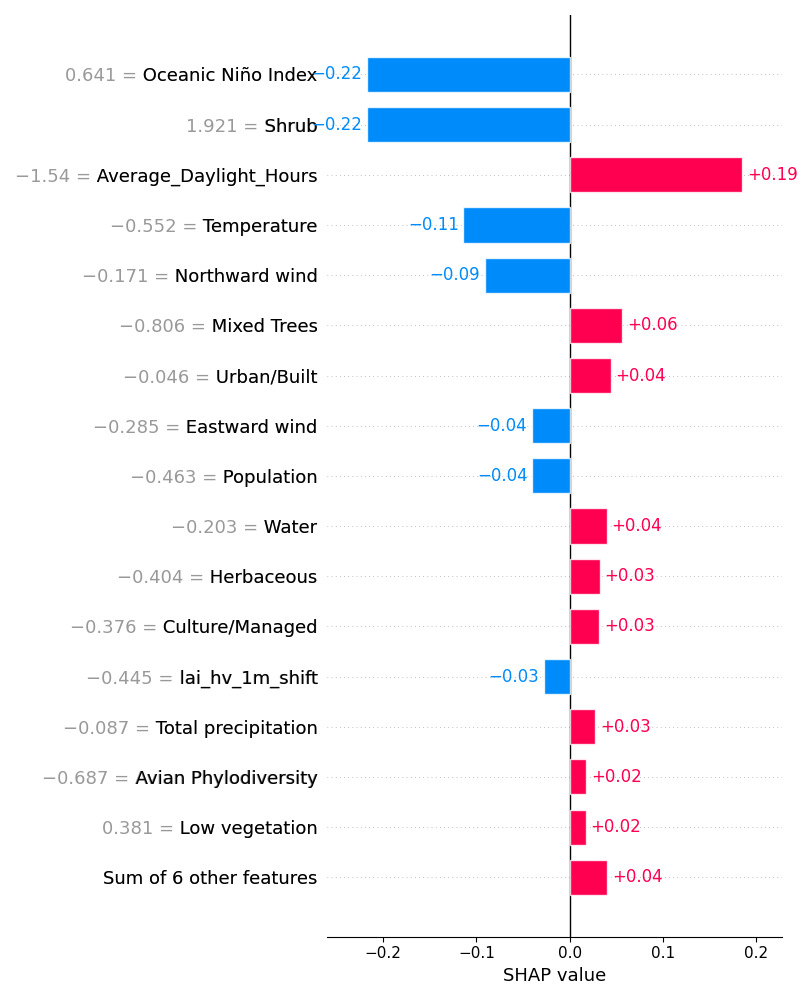 0.641 = Oceanic Niño Index −0.22
1.921 = Shrub −0.22
−1.54 = Average_Daylight_Hours +0.19
−0.552 = Temperature −0.11
−0.171 = Northward wind −0.09
−0.806 = Mixed Trees +0.06
−0.046 = Urban/Built +0.04
−0.285 = Eastward wind −0.04
−0.463 = Population −0.04
−0.203 = Water +0.04
−0.404 = Herbaceous +0.03
−0.376 = Culture/Managed +0.03
−0.445 = lai_hv_1m_shift −0.03
−0.087 = Total precipitation +0.03
−0.687 = Avian Phylodiversity +0.02
0.381 = Low vegetation +0.02
Sum of 6 other features +0.04
−0.2 −0.1 0.0 0.1 0.2
SHAP value